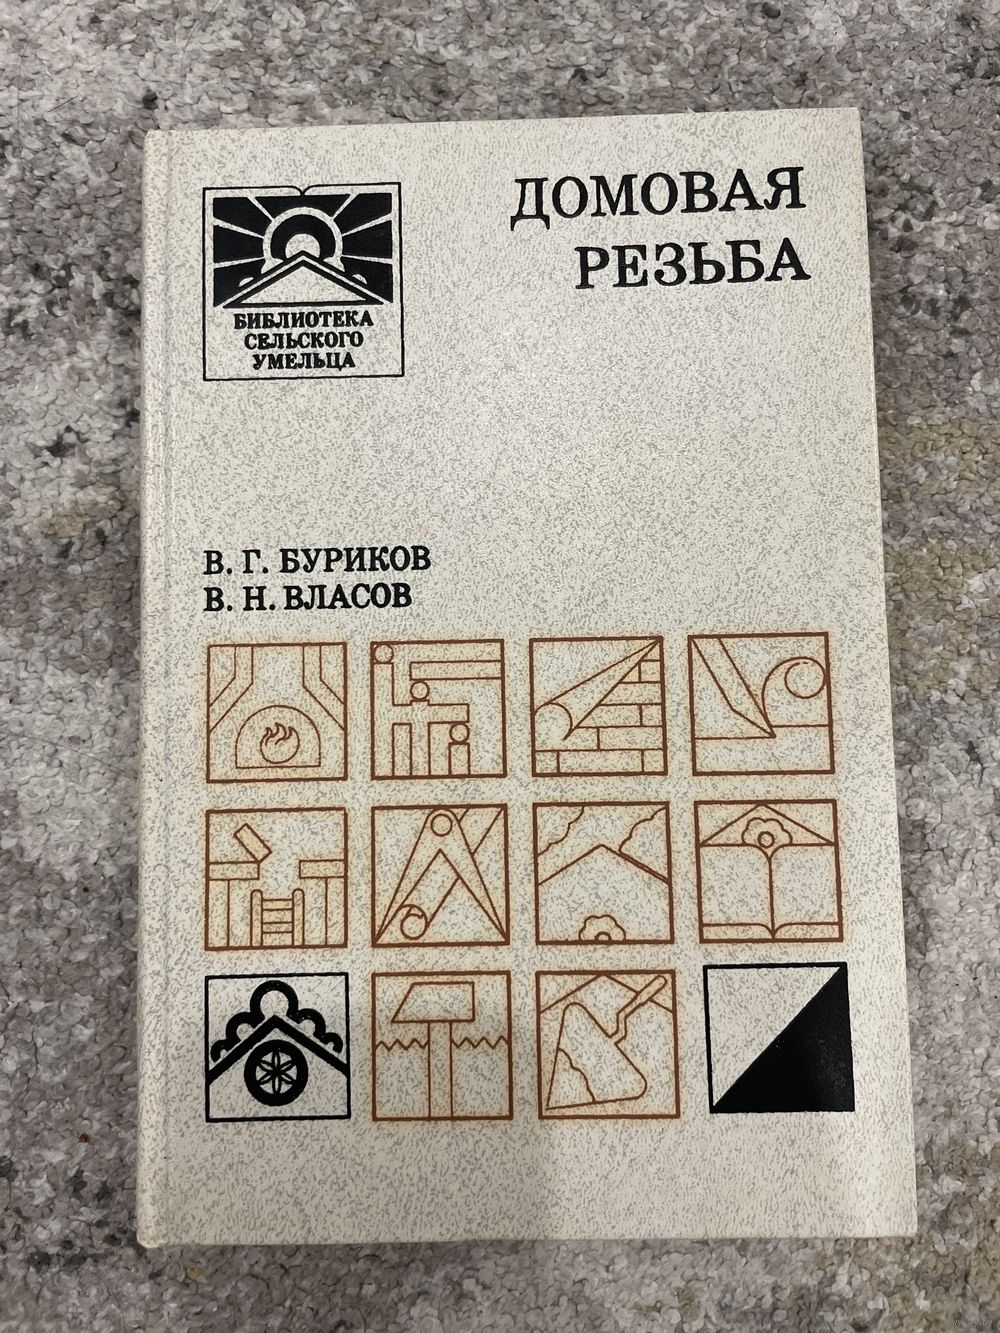 ДОМОВАЯ
РЕЗЬБА
БИБЛИОТЕКА
СЕЛЬСКОГО
УМЕЛЬЦА
В. Г. БУРИКОВ
В. Н. ВЛАСОВ